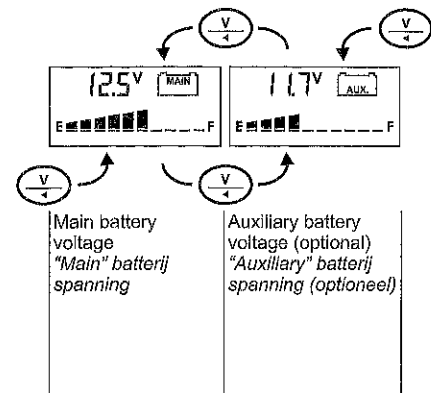 V
V
12.5V MAIN
11.7V AUX.
E F
E F
V
V
Main battery
voltage
"Main" batterij
spanning
Auxiliary battery
voltage (optional)
"Auxiliary" batterij
spanning (optioneel)